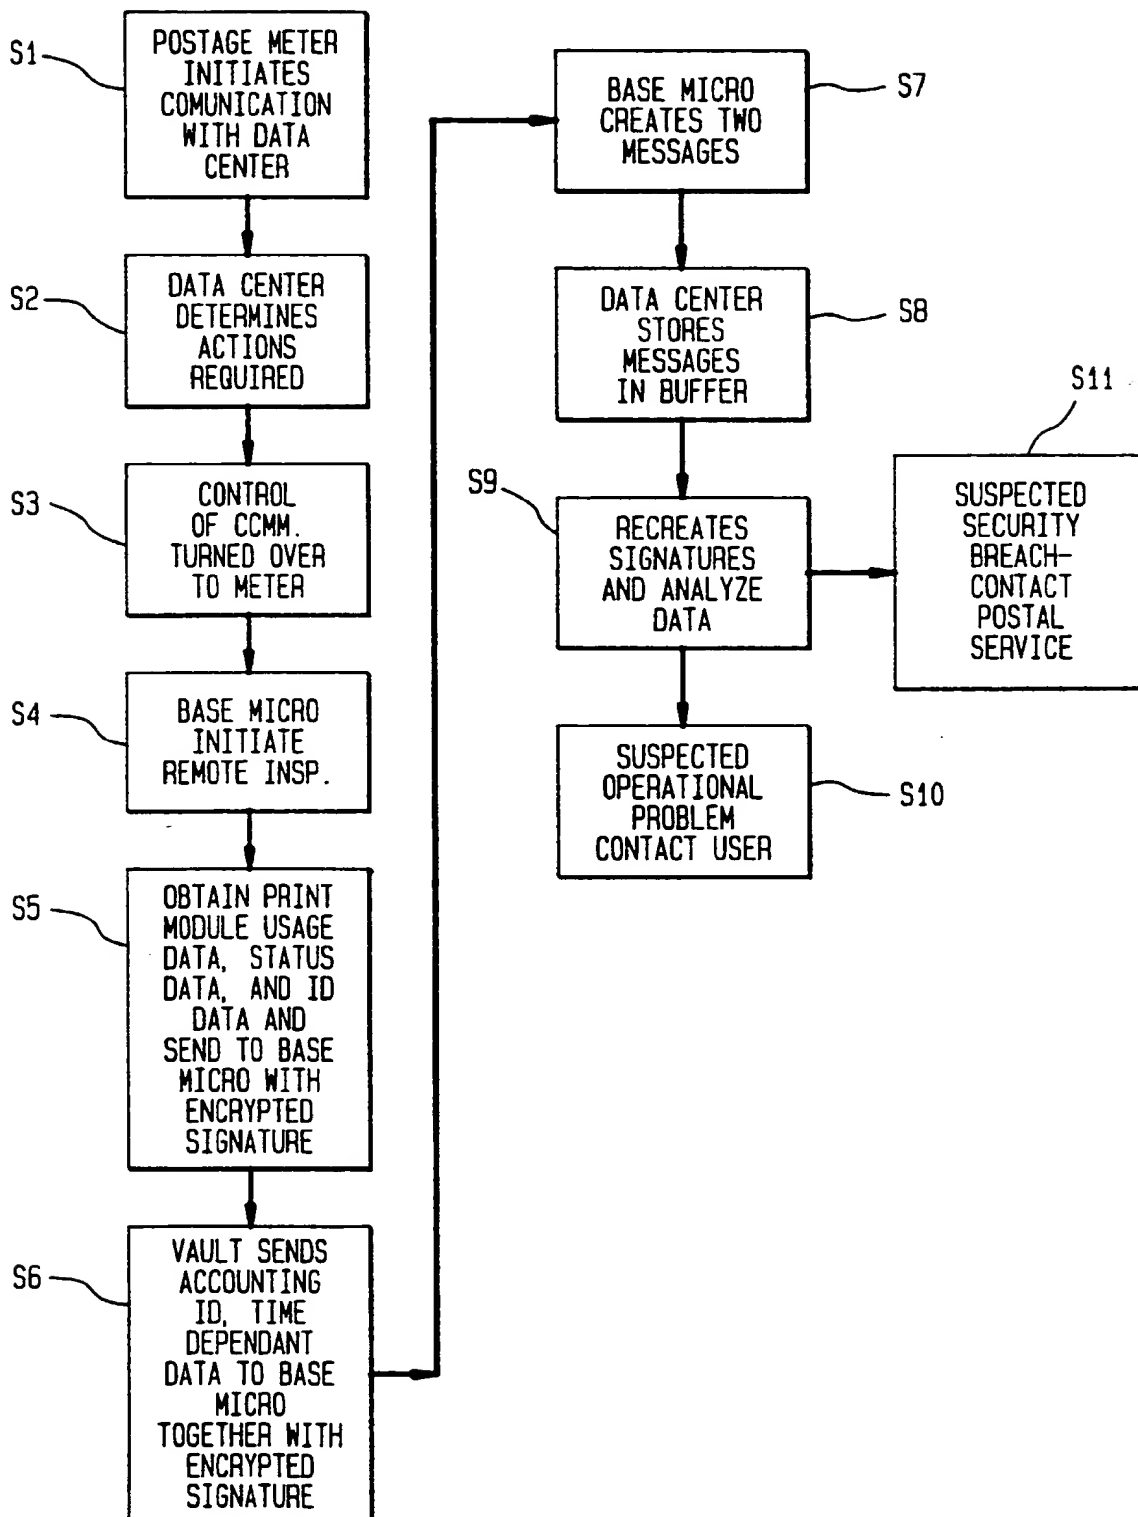 S1
POSTAGE METER
INITIATES
COMUNICATION
WITH DATA
CENTER
S2
DATA CENTER
DETERMINES
ACTIONS
REQUIRED
S3
CONTROL
OF CCMM.
TURNED OVER
TO METER
S4
BASE MICRO
INITIATE
REMOTE INSP.
S5
OBTAIN PRINT
MODULE USAGE
DATA, STATUS
DATA, AND ID
DATA AND
SEND TO BASE
MICRO WITH
ENCRYPTED
SIGNATURE
S6
VAULT SENDS
ACCOUNTING
ID, TIME
DEPENDANT
DATA TO BASE
MICRO
TOGETHER WITH
ENCRYPTED
SIGNATURE
S7
BASE MICRO
CREATES TWO
MESSAGES
S8
DATA CENTER
STORES
MESSAGES
IN BUFFER
S9
RECREATES
SIGNATURES
AND ANALYZE
DATA
S10
SUSPECTED
OPERATIONAL
PROBLEM
CONTACT USER
S11
SUSPECTED
SECURITY
BREACH-
CONTACT
POSTAL
SERVICE